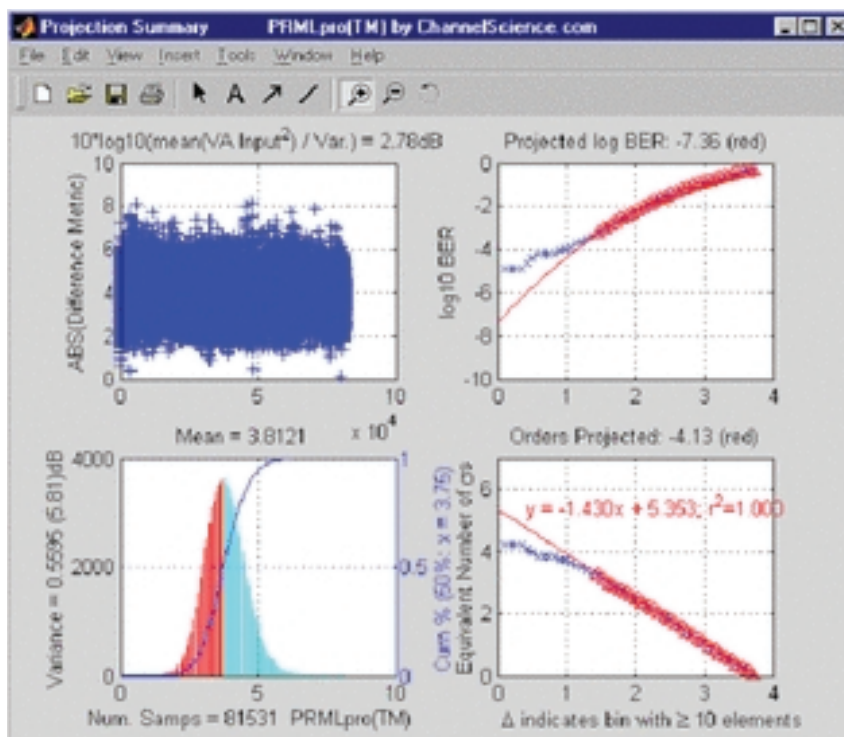 Projection Summary PRMLpro(TM) by ChannelScience.com
File Edit View Insert Tools Window Help
A
10*log10(mean(VA Input²) / Var.) = 2.78dB
ABS(Difference Metric)
10
8
6
4
2
0
0 5 10
x 10⁴
Projected log BER: -7.36 (red)
log10 BER
0
-2
-4
-6
-8
-10
0 1 2 3 4
Mean = 3.8121
Variance = 0.5595 (5.81)dB
4000
2000
0
1
0.5
0
Cum % (50%: x = 3.75)
0 5 10
Num. Samps = 81531 PRMLpro(TM)
Orders Projected: -4.13 (red)
Equivalent Number of σs
6
4
2
0
y = -1.430x + 5.353; r²=1.000
0 1 2 3 4
Δ indicates bin with ≥ 10 elements